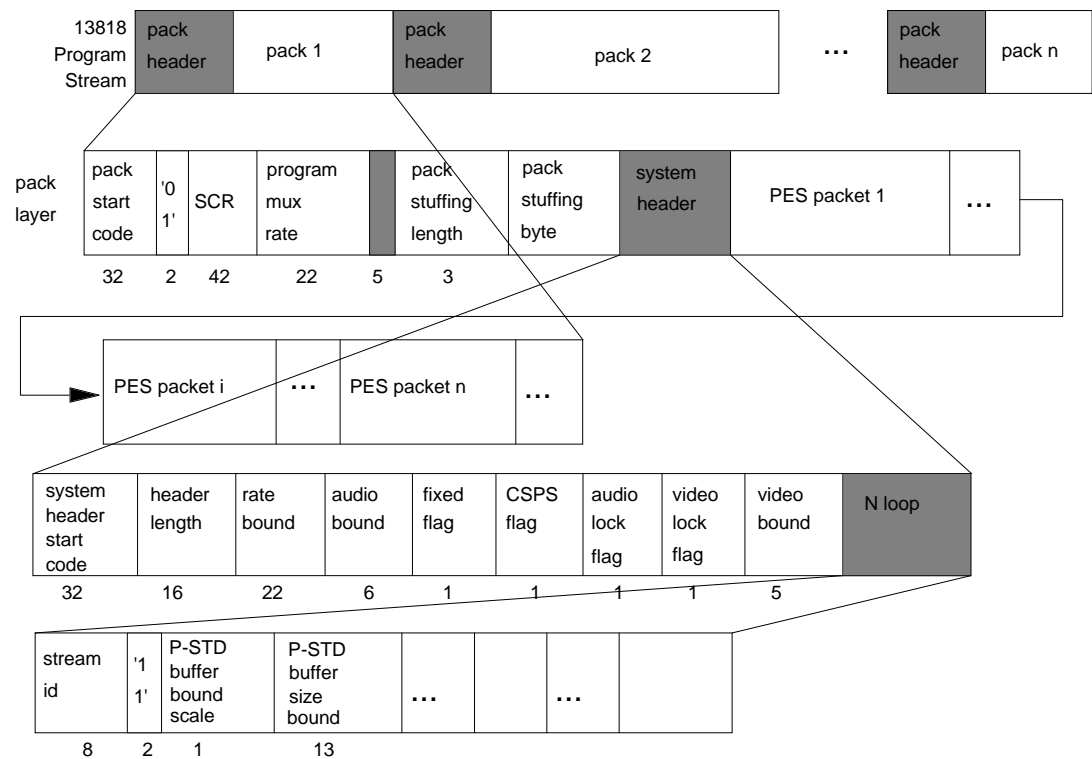 13818
Program
Stream
pack
header
pack 1
pack
header
pack 2
...
pack
header
pack n
pack
layer
pack
start
code
'0
1'
SCR
program
mux
rate
pack
stuffing
length
pack
stuffing
byte
system
header
PES packet 1
...
32
2
42
22
5
3
PES packet i
...
PES packet n
...
system
header
start
code
header
length
rate
bound
audio
bound
fixed
flag
CSPS
flag
audio
lock
flag
video
lock
flag
video
bound
N loop
32
16
22
6
1
1
1
1
5
stream
id
'1
1'
P-STD
buffer
bound
scale
P-STD
buffer
size
bound
...
...
8
2
1
13